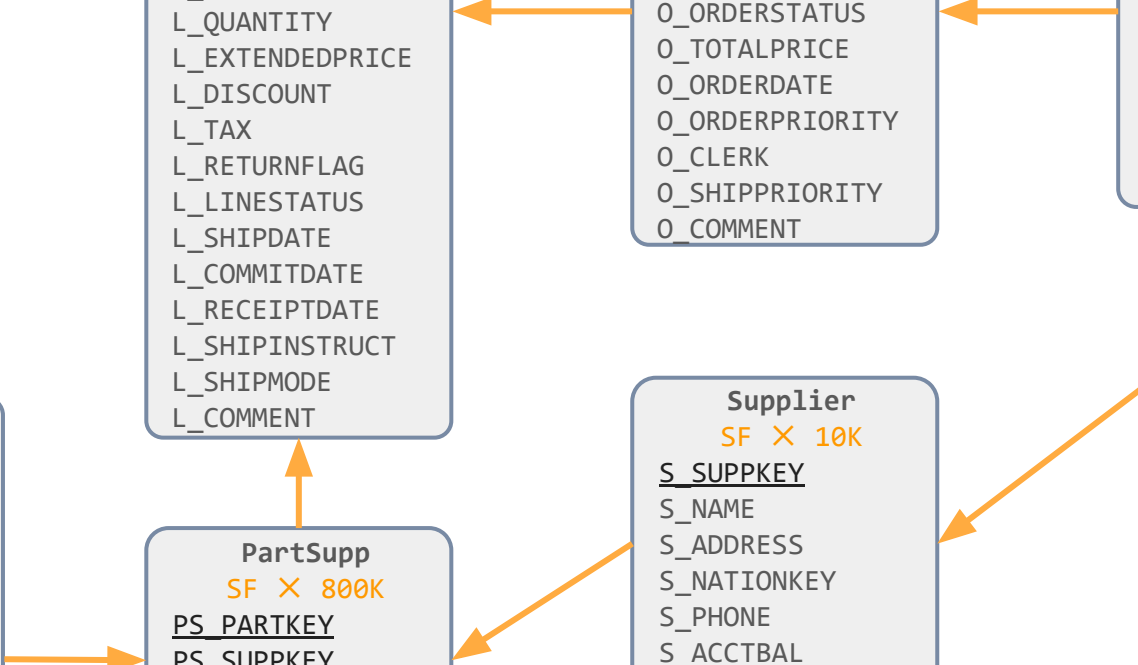 L_QUANTITY
L_EXTENDEDPRICE
L_DISCOUNT
L_TAX
L_RETURNFLAG
L_LINESTATUS
L_SHIPDATE
L_COMMITDATE
L_RECEIPTDATE
L_SHIPINSTRUCT
L_SHIPMODE
L_COMMENT
O_ORDERSTATUS
O_TOTALPRICE
O_ORDERDATE
O_ORDERPRIORITY
O_CLERK
O_SHIPPRIORITY
O_COMMENT
PartSupp
SF × 800K
PS_PARTKEY
PS_SUPPKEY
Supplier
SF × 10K
S_SUPPKEY
S_NAME
S_ADDRESS
S_NATIONKEY
S_PHONE
S_ACCTBAL